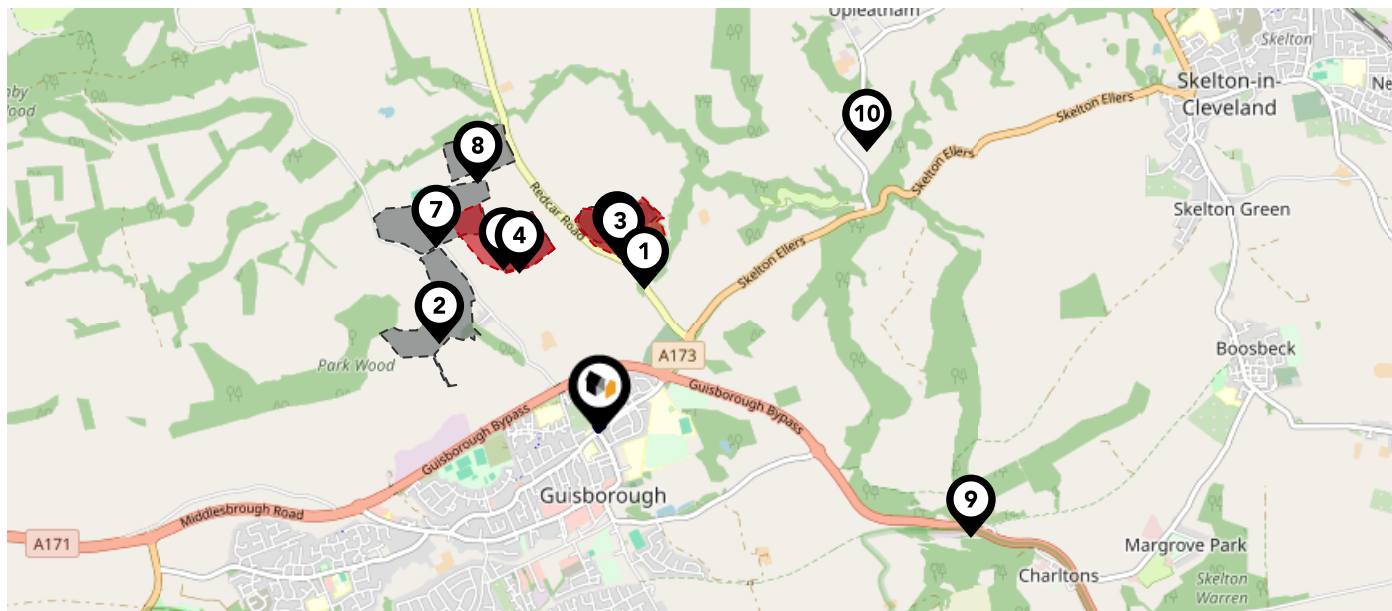 Upleatham
Skelton
Skelton-in-
Cleveland
Ne
nby
ood
10
Skelton Ellers
8
Redcar Road
Skelton Ellers
7
3
4
1
Skelton Green
Skelton Ellers
2
Park Wood
A173
Boosbeck
Guisborough Bypass
Guisborough Bypass
Guisborough
9
Middlesbrough Road
A171
Margrove Park
Charltons
Skelton
Warren